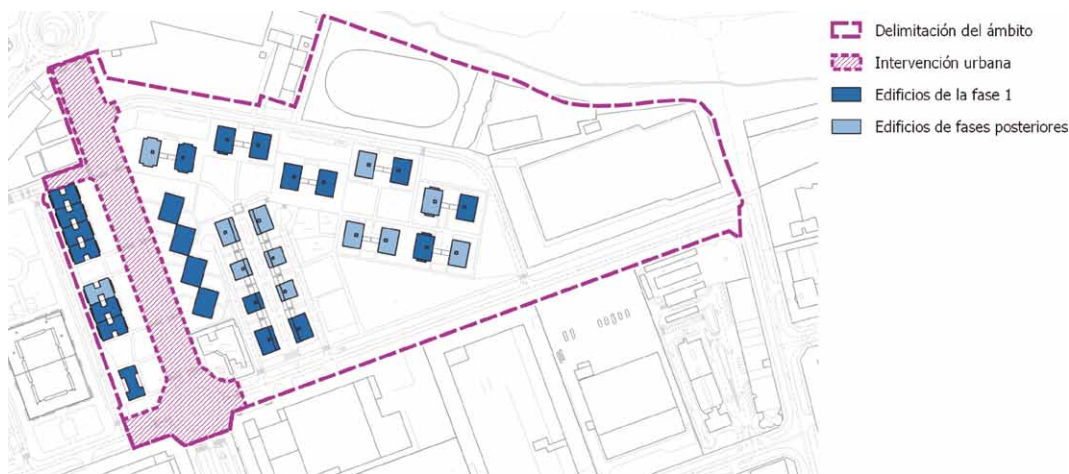 Delimitación del ámbito
Intervención urbana
Edificios de la fase 1
Edificios de fases posteriores